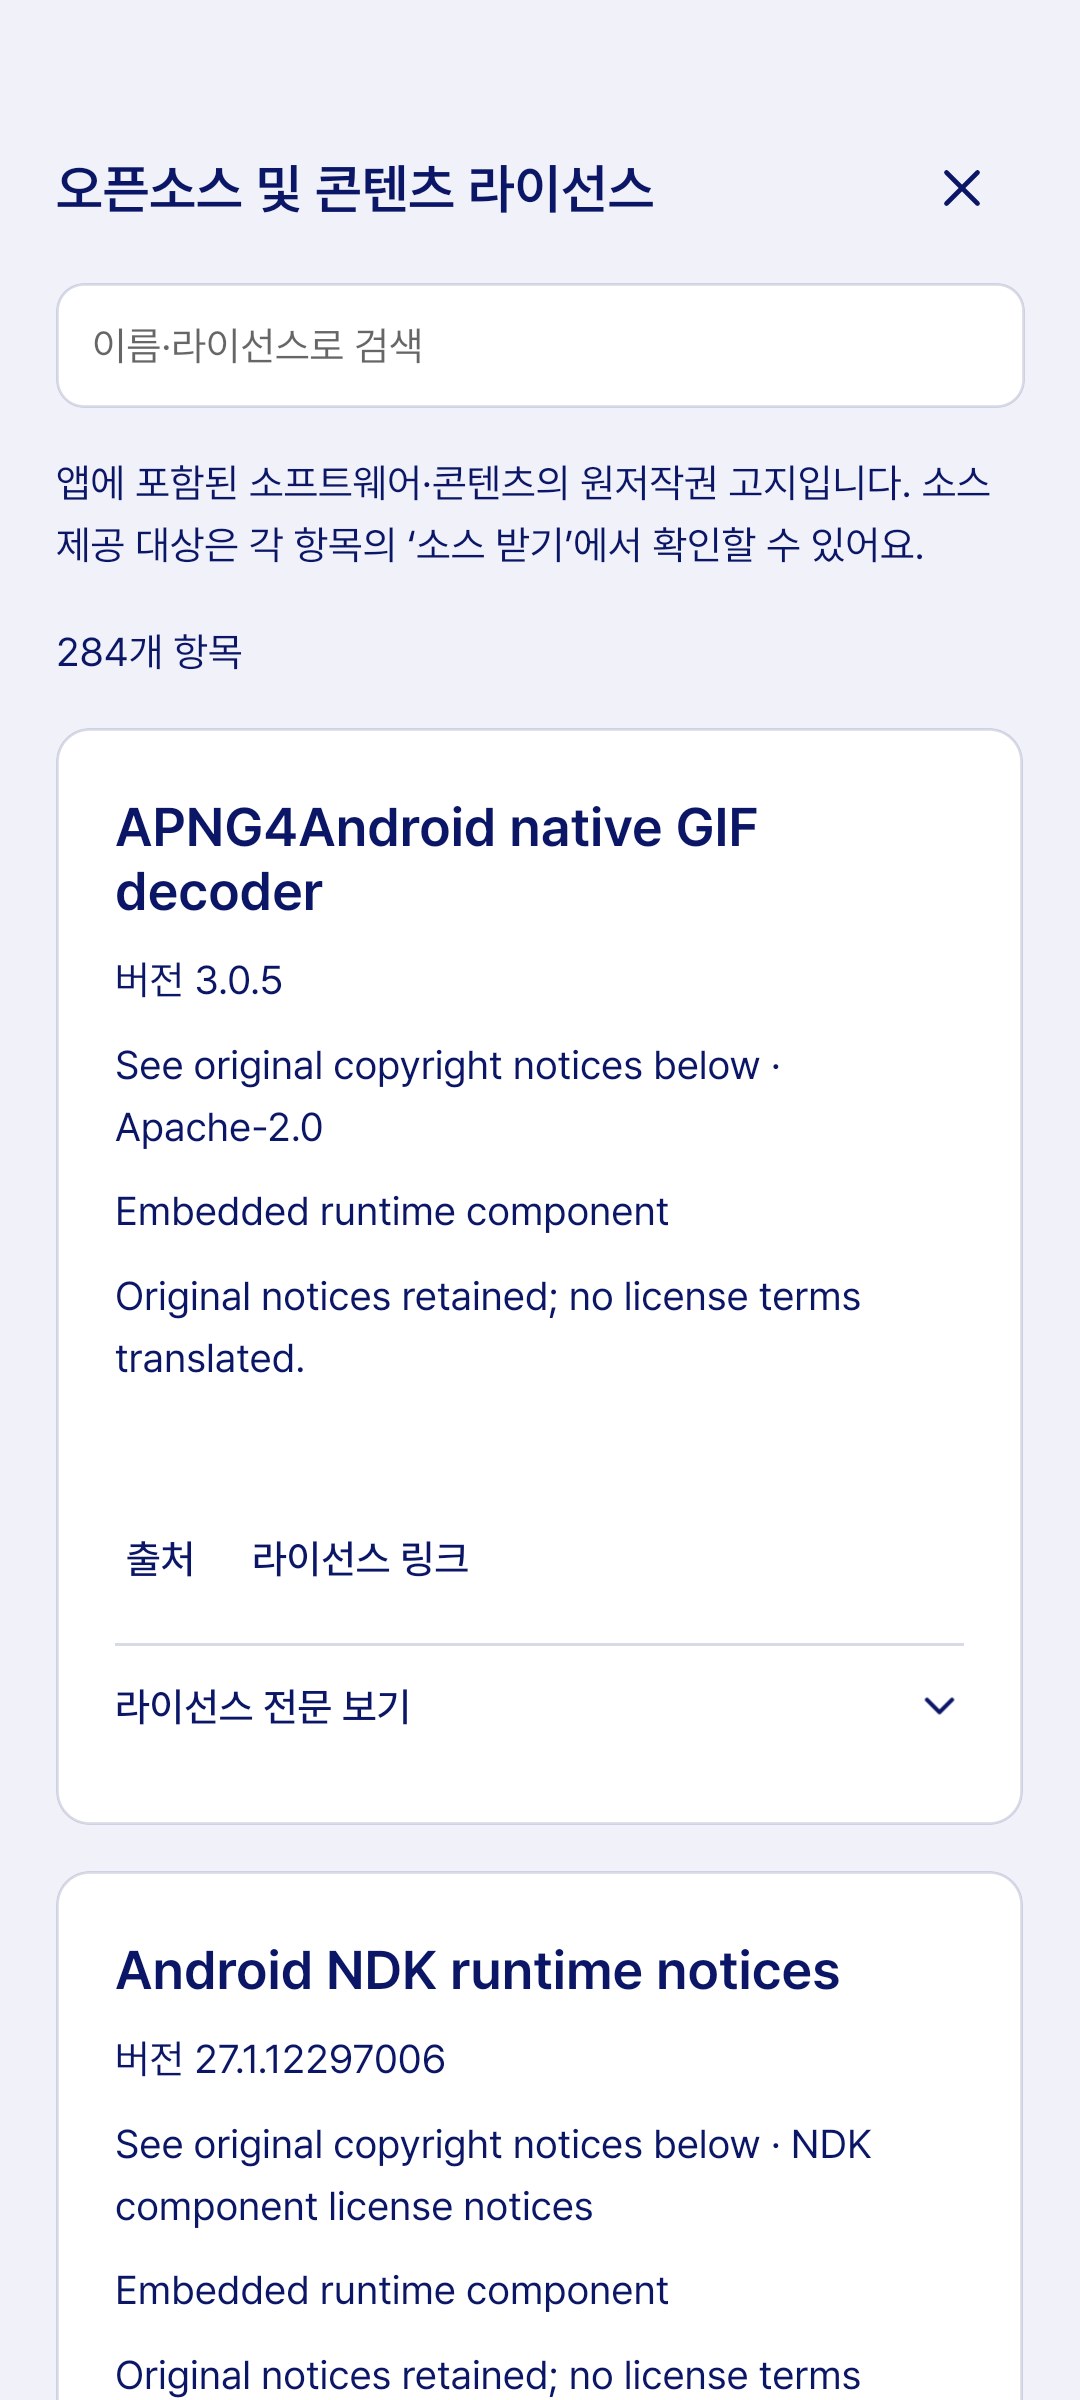 오픈소스 및 콘텐츠 라이선스
이름·라이선스로 검색
앱에 포함된 소프트웨어·콘텐츠의 원저작권 고지입니다. 소스
제공 대상은 각 항목의 ‘소스 받기’에서 확인할 수 있어요.
284개 항목
APNG4Android native GIF
decoder
버전 3.0.5
See original copyright notices below ·
Apache-2.0
Embedded runtime component
Original notices retained; no license terms
translated.
출처 라이선스 링크
라이선스 전문 보기
Android NDK runtime notices
버전 27.1.12297006
See original copyright notices below · NDK
component license notices
Embedded runtime component
Original notices retained; no license terms